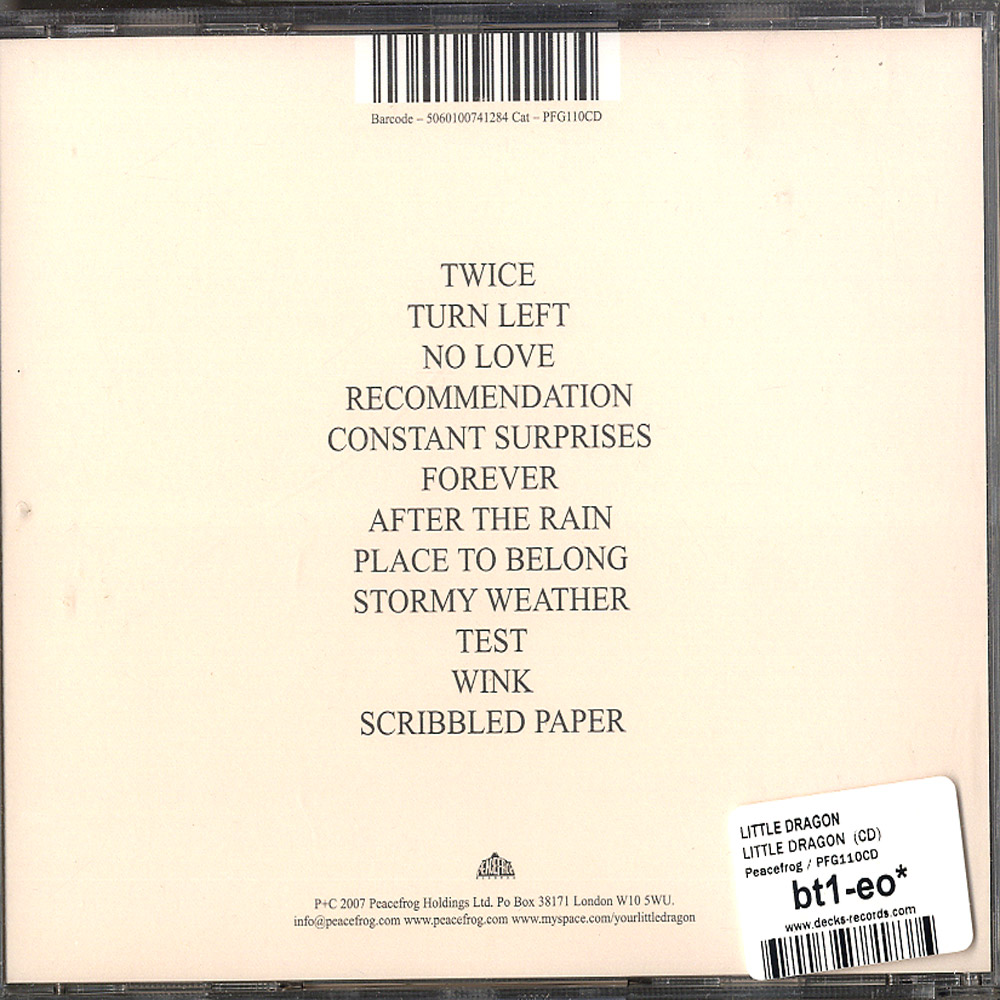 Barcode – 5060100741284 Cat – PFG110CD
TWICE
TURN LEFT
NO LOVE
RECOMMENDATION
CONSTANT SURPRISES
FOREVER
AFTER THE RAIN
PLACE TO BELONG
STORMY WEATHER
TEST
WINK
SCRIBBLED PAPER
PEACEFROG
RECORDS
P+C 2007 Peacefrog Holdings Ltd. Po Box 38171 London W10 5WU.
info@peacefrog.com www.peacefrog.com www.myspace.com/yourlittledragon
LITTLE DRAGON
LITTLE DRAGON (CD)
Peacefrog / PFG110CD
bt1-eo*
www.decks-records.com